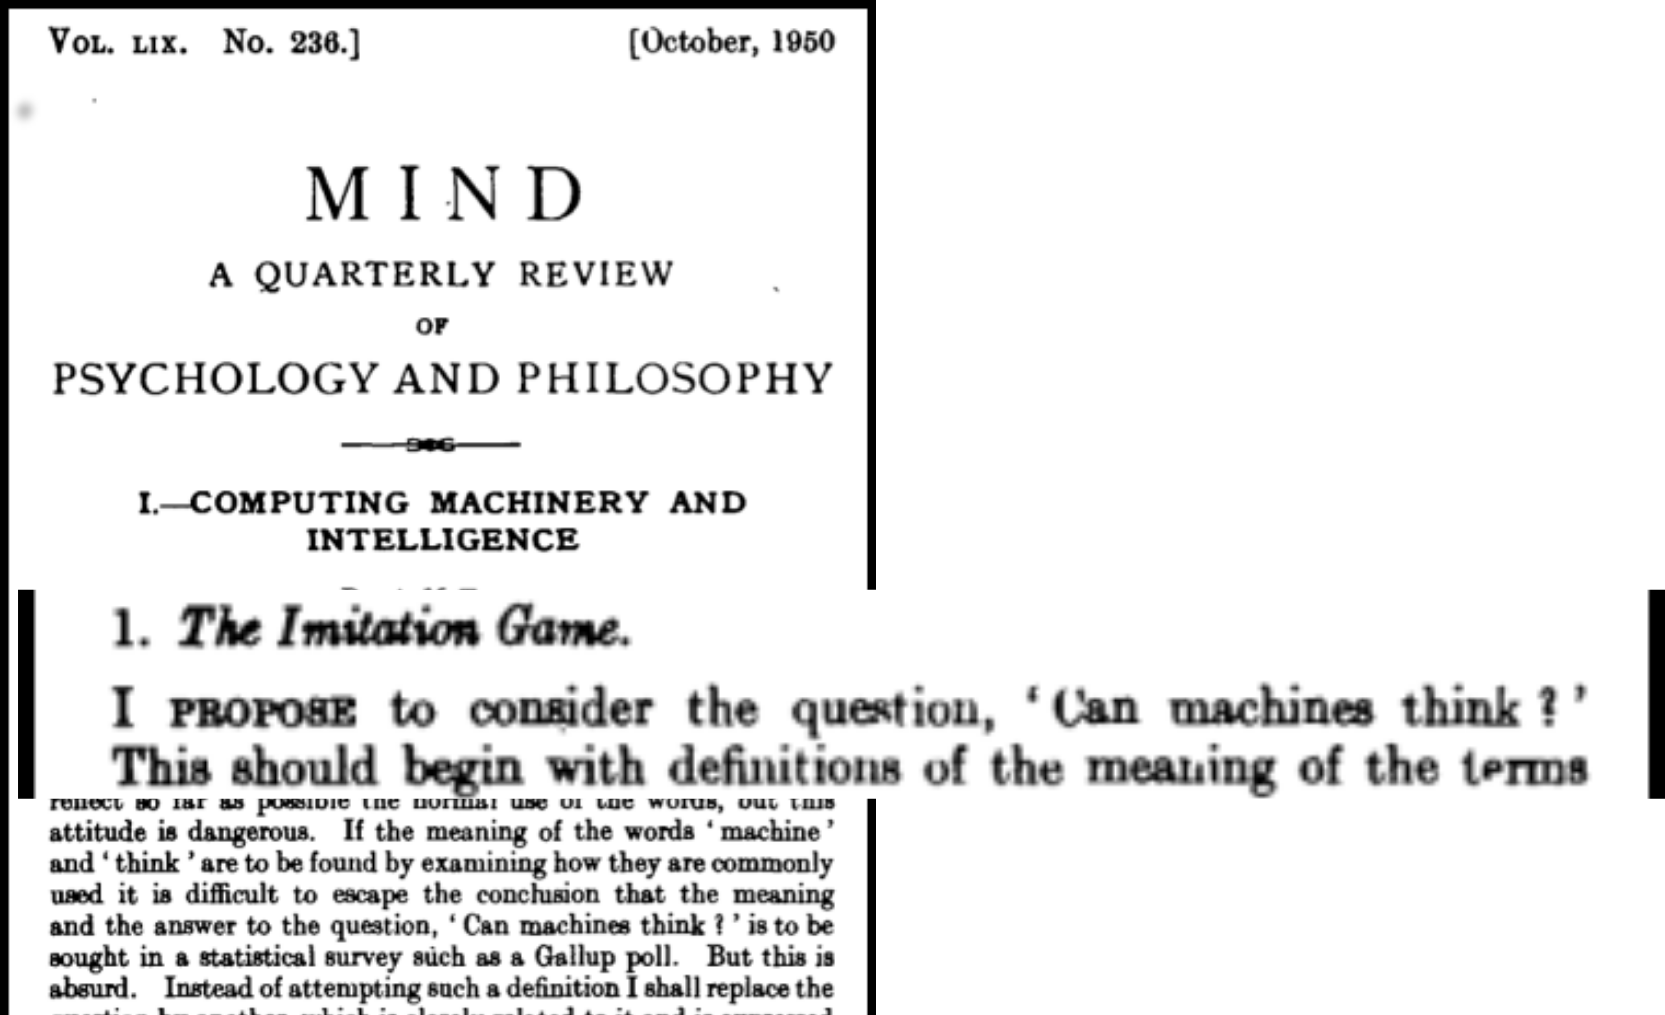 VOL. LIX. No. 236.] [October, 1950
MIND
A QUARTERLY REVIEW
OF
PSYCHOLOGY AND PHILOSOPHY
I.—COMPUTING MACHINERY AND
INTELLIGENCE
1. The Imitation Game.
I PROPOSE to consider the question, ‘ Can machines think ? ’
This should begin with definitions of the meaning of the terms
reflect so far as possible the normal use of the words, but this
attitude is dangerous. If the meaning of the words ‘ machine ’
and ‘ think ’ are to be found by examining how they are commonly
used it is difficult to escape the conclusion that the meaning
and the answer to the question, ‘ Can machines think ? ’ is to be
sought in a statistical survey such as a Gallup poll. But this is
absurd. Instead of attempting such a definition I shall replace the